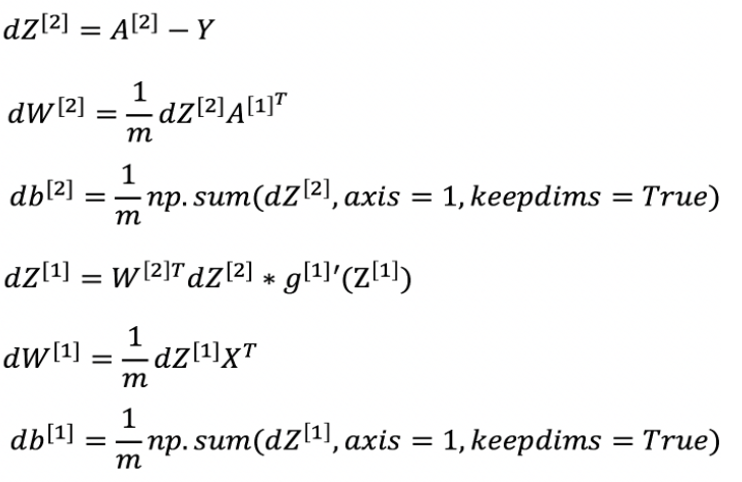 dZ[2] = A[2] − Y
dW[2] = 1/m dZ[2]A[1]T
db[2] = 1/m np.sum(dZ[2], axis = 1, keepdims = True)
dZ[1] = W[2]T dZ[2] * g[1]′(Z[1])
dW[1] = 1/m dZ[1]XT
db[1] = 1/m np.sum(dZ[1], axis = 1, keepdims = True)